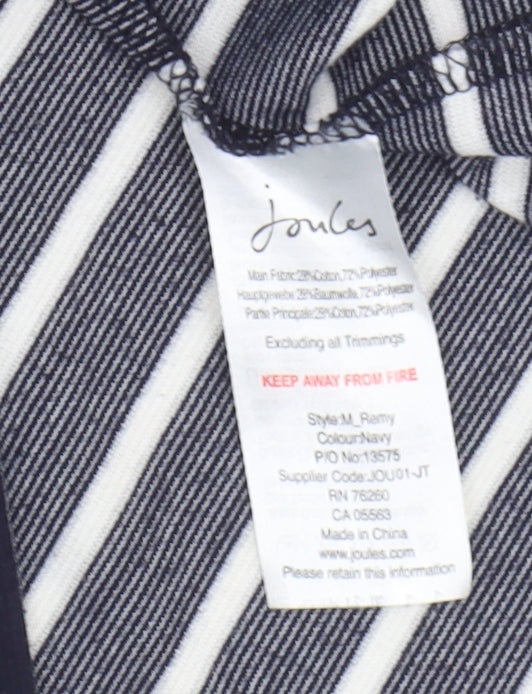 Joules
Main Fabric:28%Cotton,72%Polyester
Hauptgewebe:28%Baumwolle,72%Polyester
Partie Principale:28%Coton,72%Polyester
Excluding all Trimmings
KEEP AWAY FROM FIRE
Style:M_Remy
Colour:Navy
P/O No:13575
Supplier Code:JOU01-JT
RN 76260
CA 05563
Made in China
www.joules.com
Please retain this information